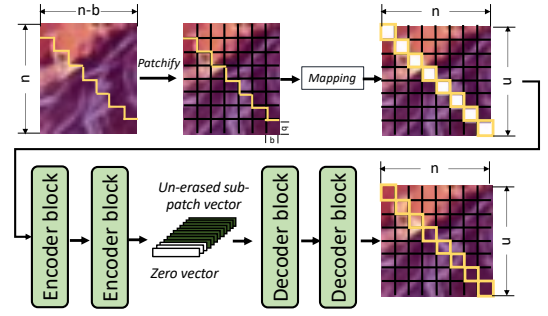 n-b
n
Patchify
b
b
Mapping
n
n
Encoder block
Encoder block
Un-erased sub-
patch vector
Zero vector
Decoder block
Decoder block
n
n